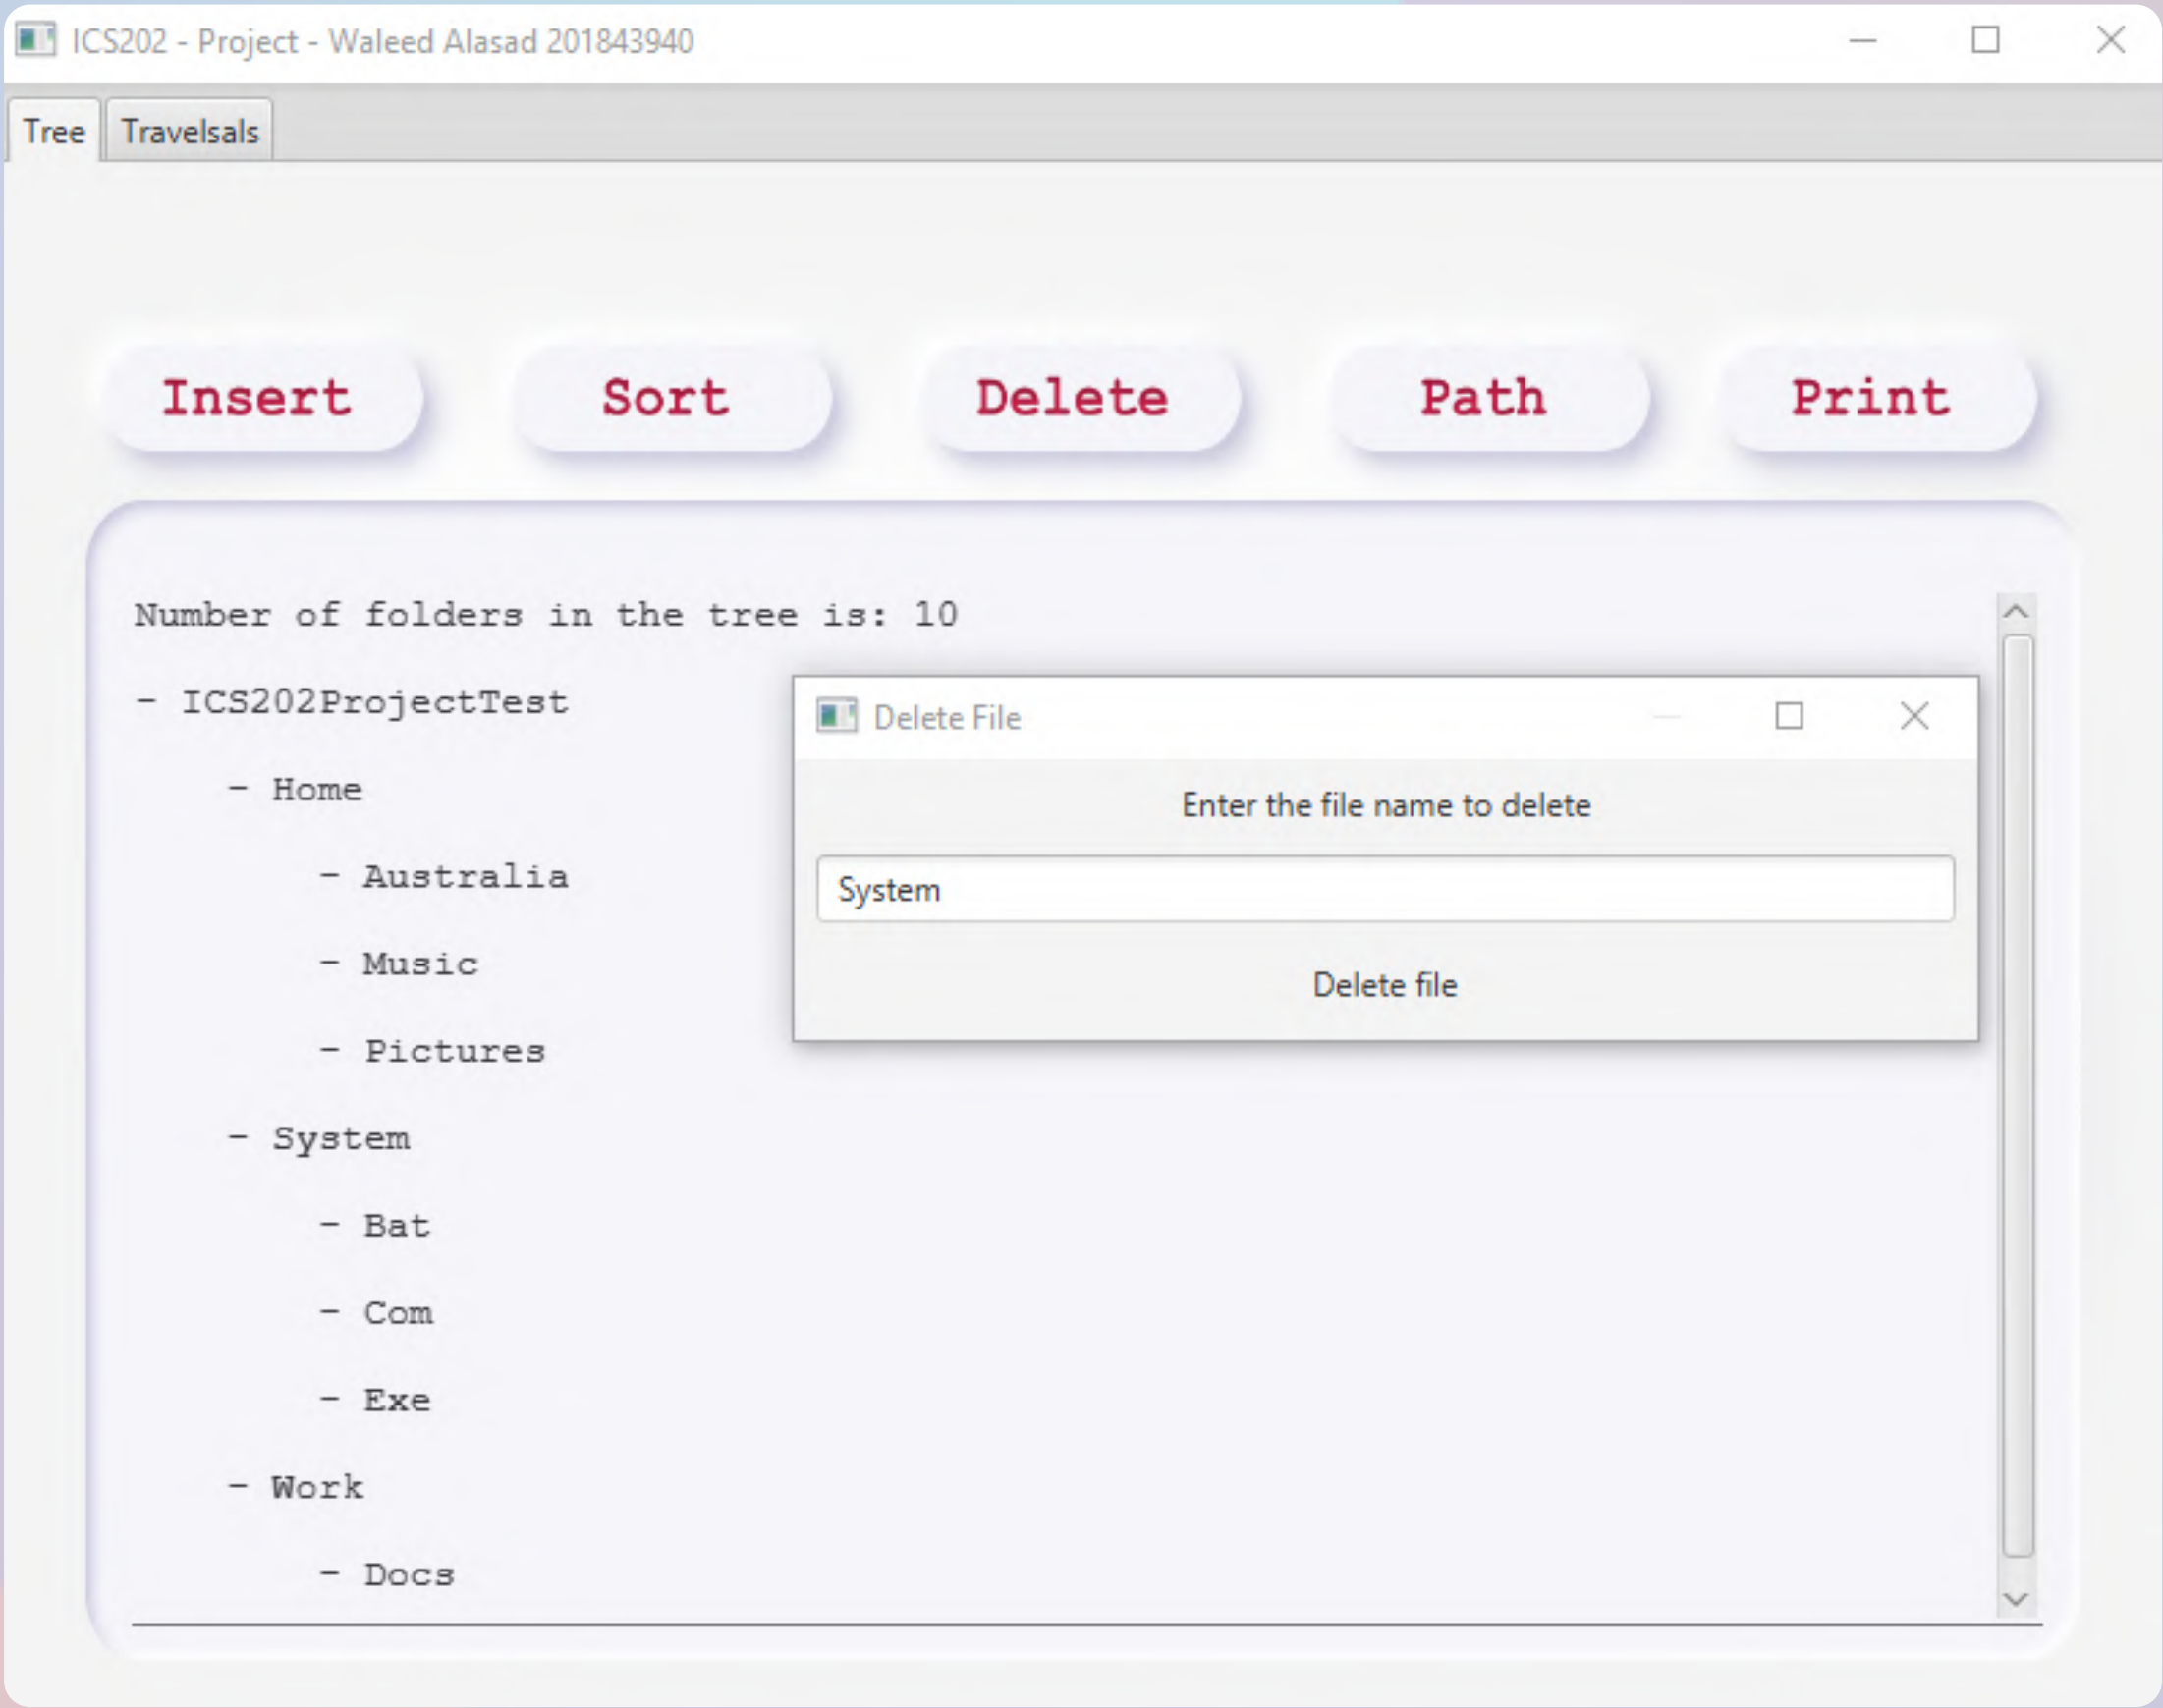 ICS202 - Project - Waleed Alasad 201843940
Tree Travelsals
Insert Sort Delete Path Print
Number of folders in the tree is: 10
- ICS202ProjectTest
- Home
- Australia
- Music
- Pictures
- System
- Bat
- Com
- Exe
- Work
- Docs
Delete File
Enter the file name to delete
System
Delete file